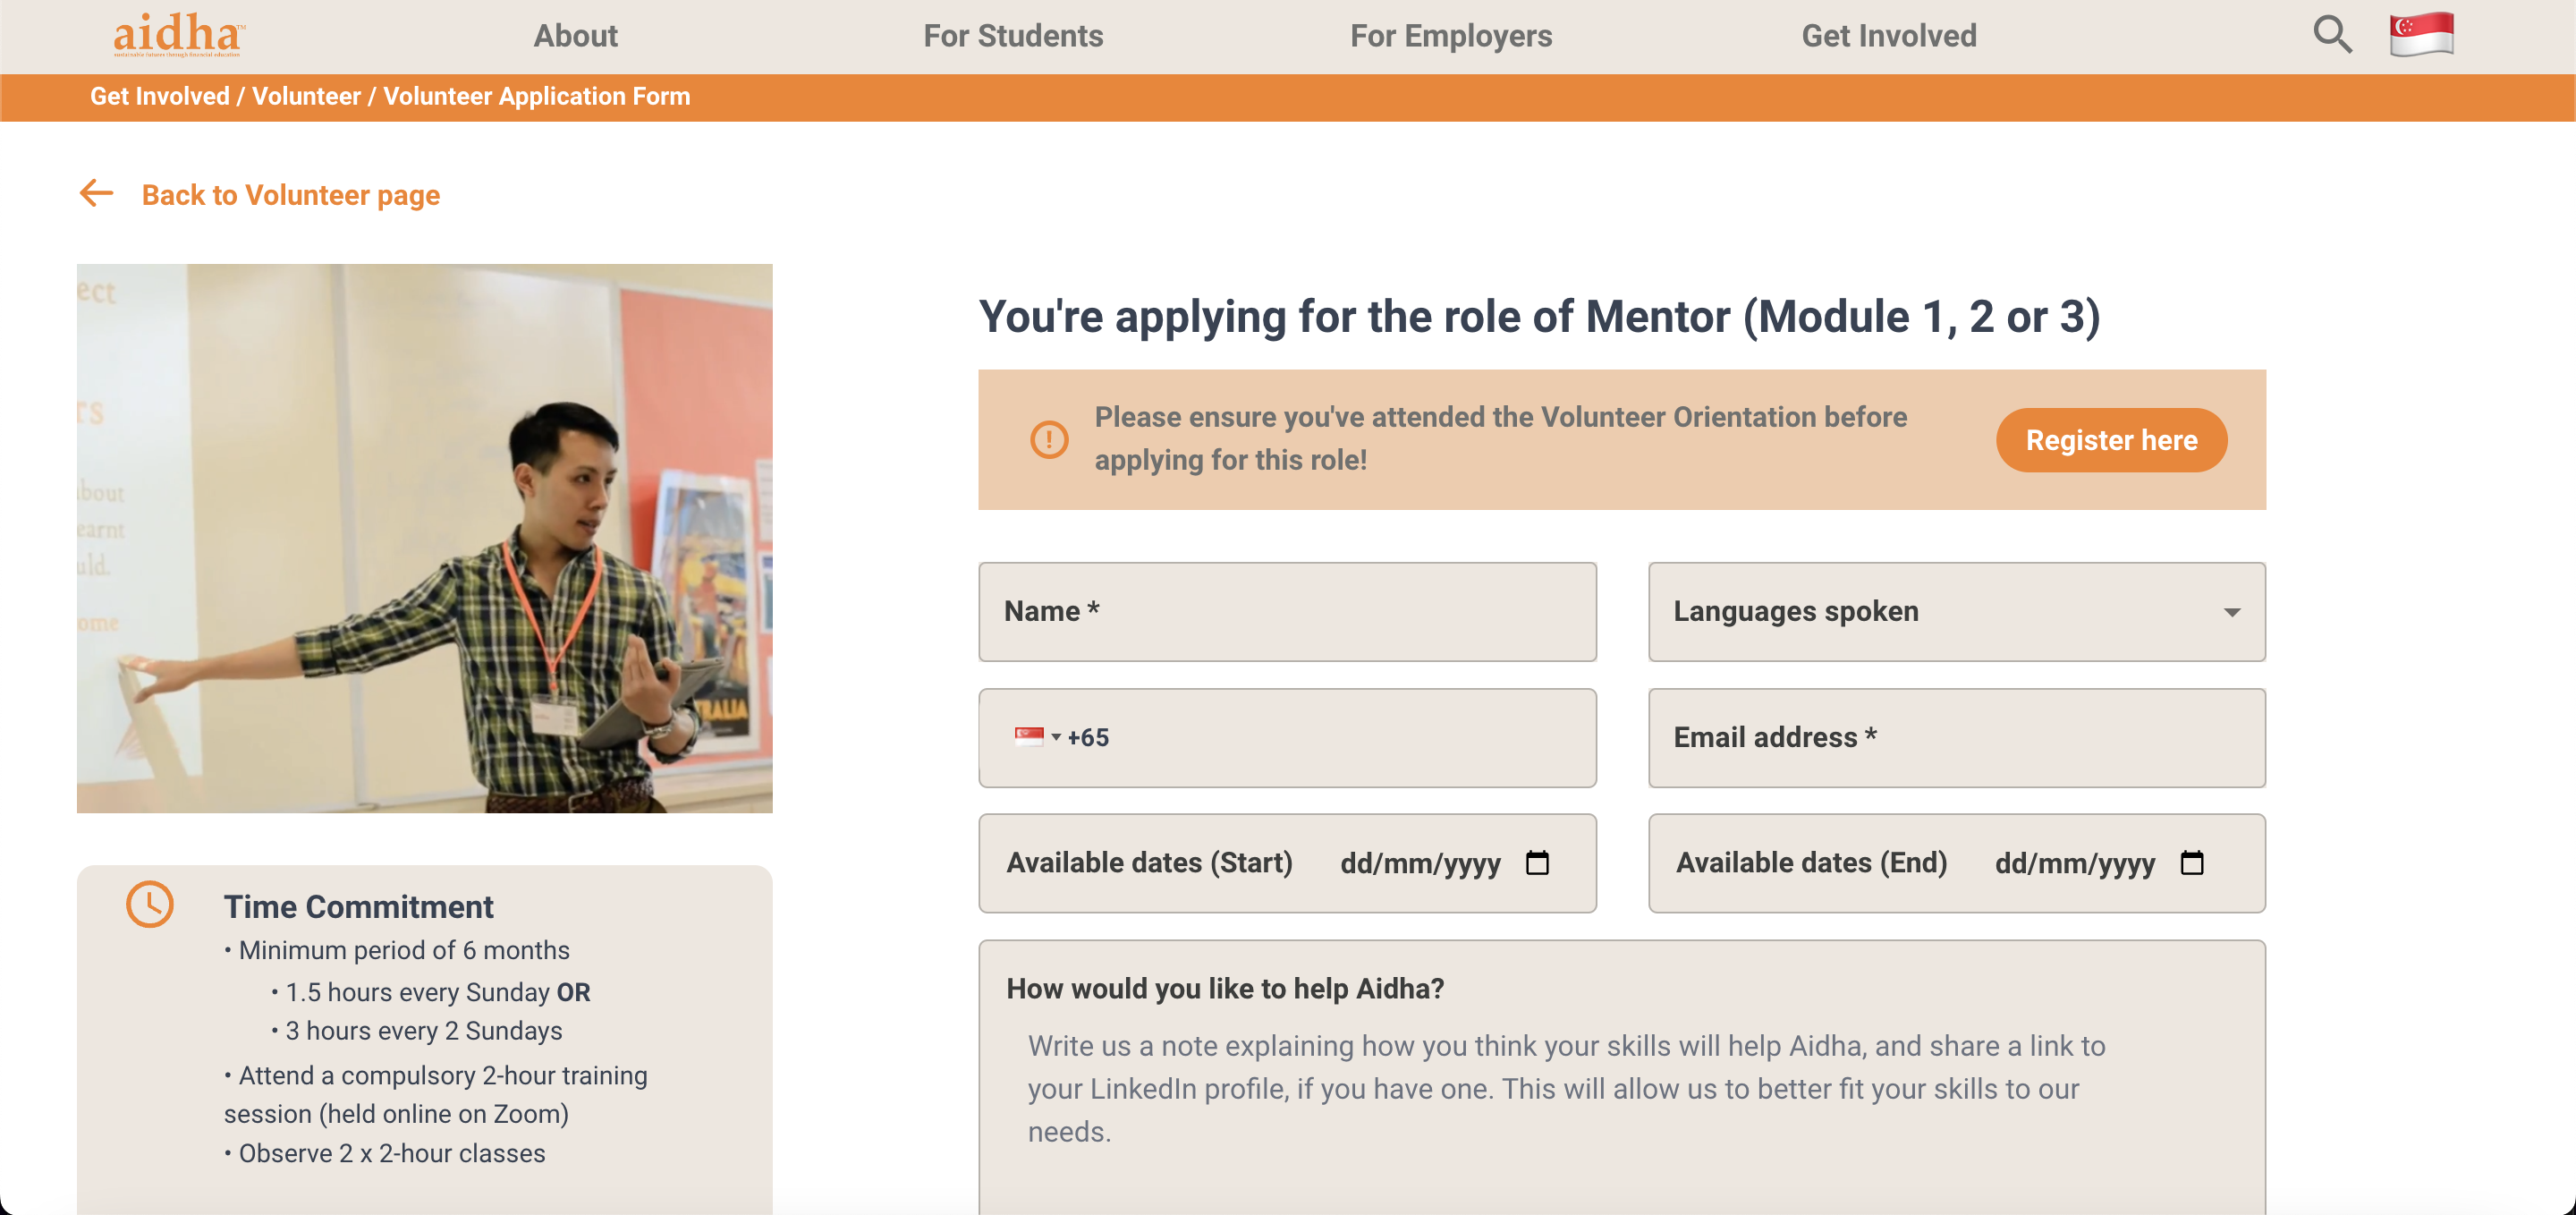 aidha™
sustainable futures through financial education
About
For Students
For Employers
Get Involved
Get Involved / Volunteer / Volunteer Application Form
Back to Volunteer page
ect
rs
bout
earnt
uld.
ome
You're applying for the role of Mentor (Module 1, 2 or 3)
Please ensure you've attended the Volunteer Orientation before
applying for this role!
Register here
Name *
Languages spoken
+65
Email address *
Available dates (Start) dd/mm/yyyy
Available dates (End) dd/mm/yyyy
How would you like to help Aidha?
Write us a note explaining how you think your skills will help Aidha, and share a link to
your LinkedIn profile, if you have one. This will allow us to better fit your skills to our
needs.
Time Commitment
• Minimum period of 6 months
• 1.5 hours every Sunday OR
• 3 hours every 2 Sundays
• Attend a compulsory 2-hour training
session (held online on Zoom)
• Observe 2 x 2-hour classes